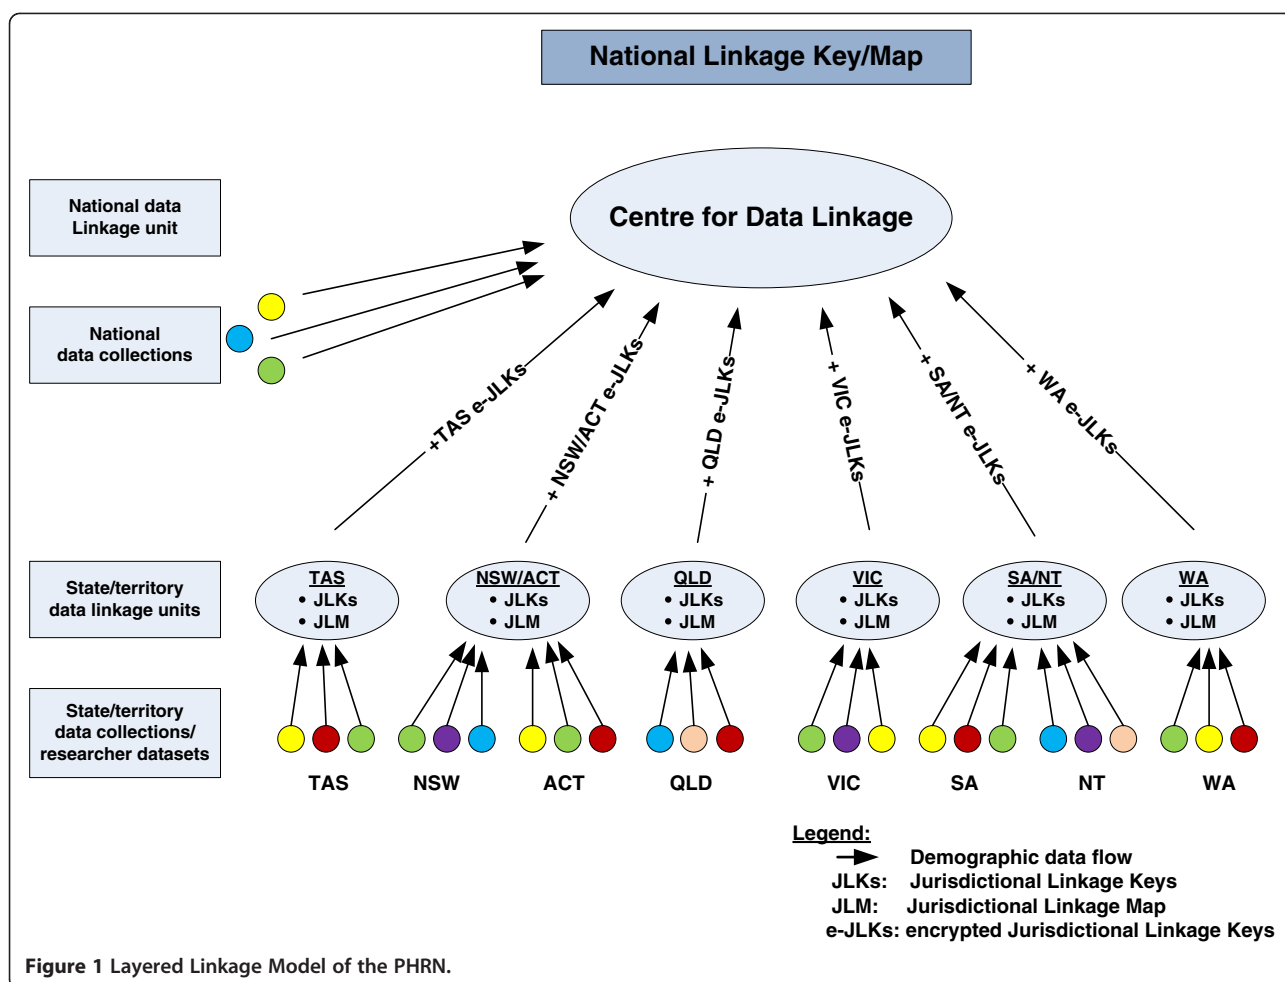 National Linkage Key/Map
National data
Linkage unit
Centre for Data Linkage
National
data collections
+TAS e-JLKs
+ NSW/ACT e-JLKs
+ QLD e-JLKs
+ VIC e-JLKs
+ SA/NT e-JLKs
+ WA e-JLKs
State/territory
data linkage units
TAS
• JLKs
• JLM
NSW/ACT
• JLKs
• JLM
QLD
• JLKs
• JLM
VIC
• JLKs
• JLM
SA/NT
• JLKs
• JLM
WA
• JLKs
• JLM
State/territory
data collections/
researcher datasets
TAS NSW ACT QLD VIC SA NT WA
Legend:
Demographic data flow
JLKs: Jurisdictional Linkage Keys
JLM: Jurisdictional Linkage Map
e-JLKs: encrypted Jurisdictional Linkage Keys
Figure 1 Layered Linkage Model of the PHRN.